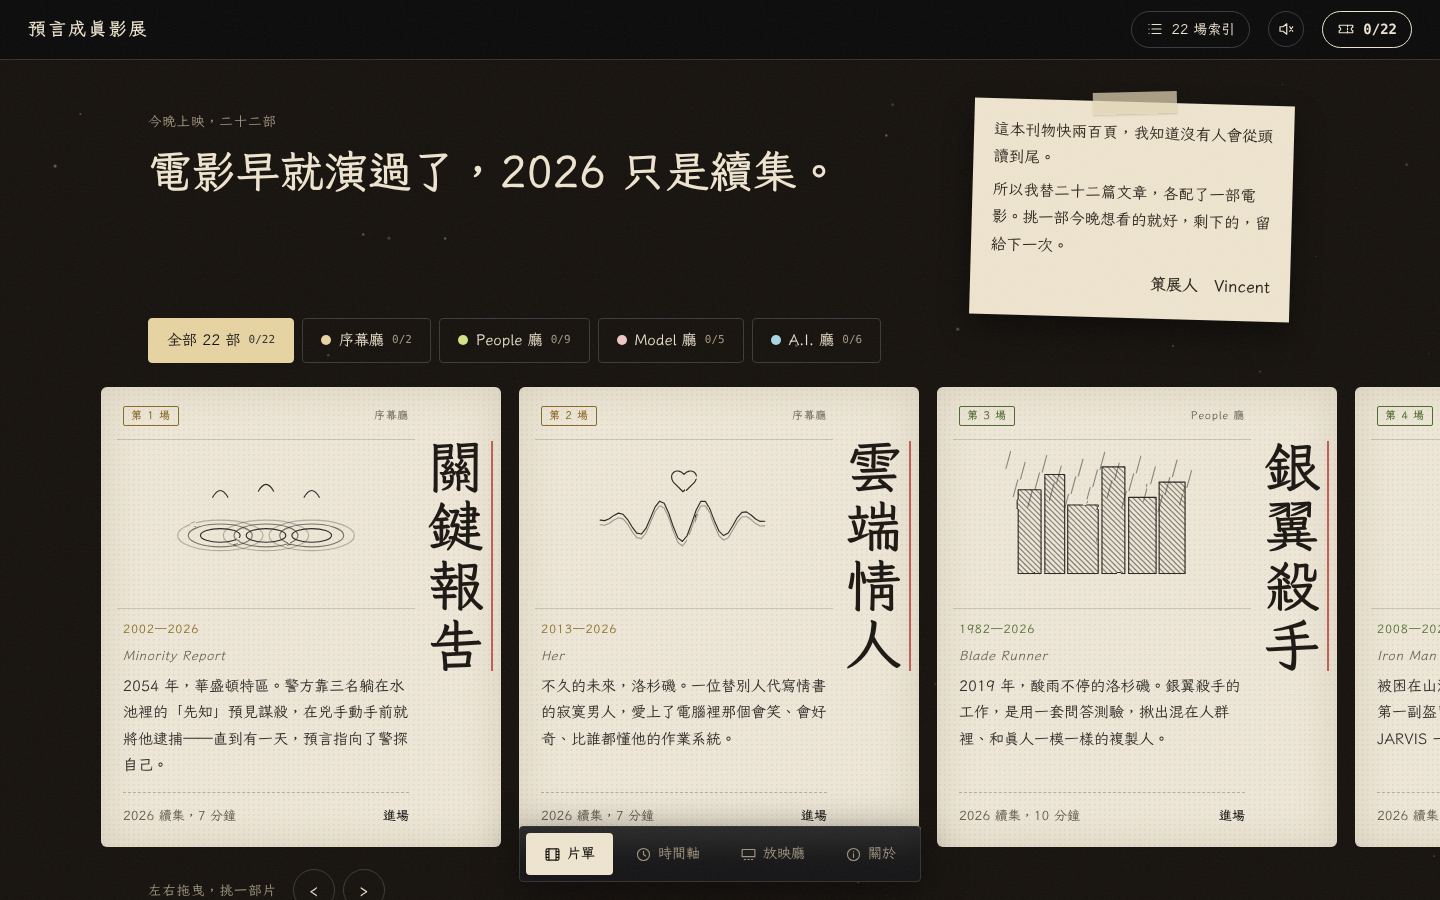 預言成真影展
22 場索引
0/22
今晚上映，二十二部
電影早就演過了，2026 只是續集。
這本刊物快兩百頁，我知道沒有人會從頭
讀到尾。
所以我替二十二篇文章，各配了一部電
影。挑一部今晚想看的就好，剩下的，留
給下一次。
策展人　Vincent
全部 22 部 0/22
序幕廳 0/2
People 廳 0/9
Model 廳 0/5
A.I. 廳 0/6
第 1 場
序幕廳
關鍵報告
2002—2026
Minority Report
2054 年，華盛頓特區。警方靠三名躺在水
池裡的「先知」預見謀殺，在兇手動手前就
將他逮捕——直到有一天，預言指向了警探
自己。
2026 續集，7 分鐘
進場
第 2 場
序幕廳
雲端情人
2013—2026
Her
不久的未來，洛杉磯。一位替別人代寫情書
的寂寞男人，愛上了電腦裡那個會笑、會好
奇、比誰都懂他的作業系統。
2026 續集，7 分鐘
進場
第 3 場
People 廳
銀翼殺手
1982—2026
Blade Runner
2019 年，酸雨不停的洛杉磯。銀翼殺手的
工作，是用一套問答測驗，揪出混在人群
裡、和真人一模一樣的複製人。
2026 續集，10 分鐘
進場
第 4 場
2008—202
Iron Man
被困在山
第一副盔
JARVIS
2026 續集
片單
時間軸
放映廳
關於
左右拖曳，挑一部片
<
>